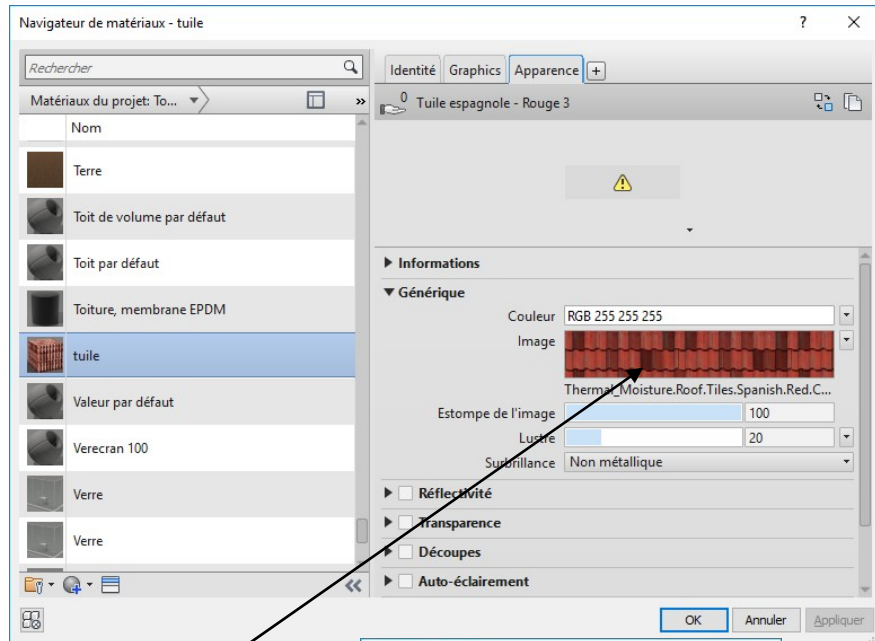 Navigateur de matériaux - tuile
?
Rechercher
Matériaux du projet: To...
»
Nom
Terre
Toit de volume par défaut
Toit par défaut
Toiture, membrane EPDM
tuile
Valeur par défaut
Verecran 100
Verre
Verre
Identité Graphics Apparence +
0 Tuile espagnole - Rouge 3
Informations
Générique
Couleur RGB 255 255 255
Image
Thermal_Moisture.Roof.Tiles.Spanish.Red.C...
Estompe de l'image 100
Lustre 20
Surbrillance Non métallique
Réflectivité
Transparence
Découpes
Auto-éclairement
OK Annuler Appliquer